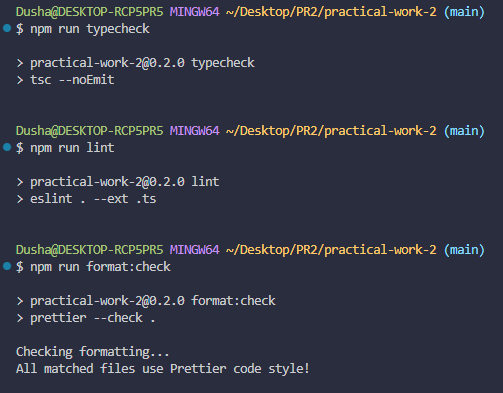 Dusha@DESKTOP-RCP5PR5 MINGW64 ~/Desktop/PR2/practical-work-2 (main)
$ npm run typecheck
> practical-work-2@0.2.0 typecheck
> tsc --noEmit
Dusha@DESKTOP-RCP5PR5 MINGW64 ~/Desktop/PR2/practical-work-2 (main)
$ npm run lint
> practical-work-2@0.2.0 lint
> eslint . --ext .ts
Dusha@DESKTOP-RCP5PR5 MINGW64 ~/Desktop/PR2/practical-work-2 (main)
$ npm run format:check
> practical-work-2@0.2.0 format:check
> prettier --check .
Checking formatting...
All matched files use Prettier code style!